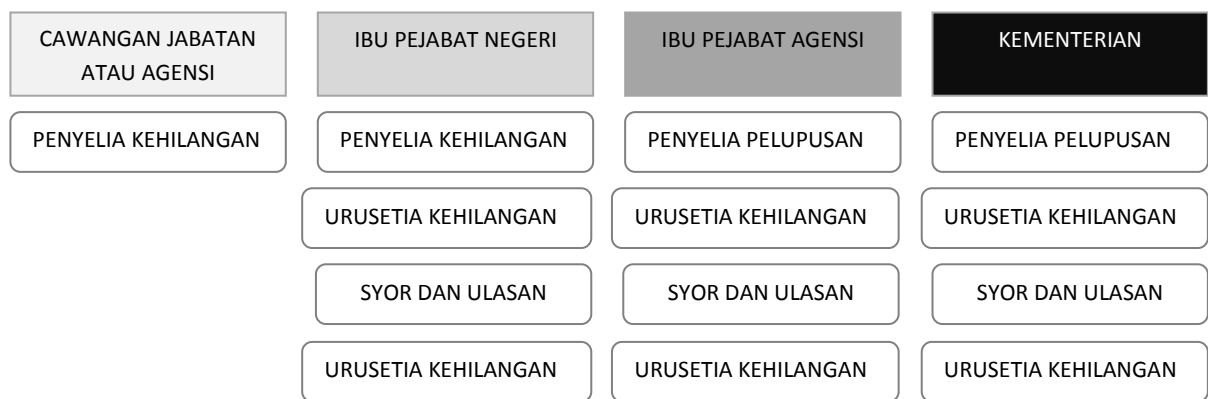 CAWANGAN JABATAN
ATAU AGENSI
IBU PEJABAT NEGERI
IBU PEJABAT AGENSI
KEMENTERIAN
PENYELIA KEHILANGAN
PENYELIA KEHILANGAN
PENYELIA PELUPUSAN
PENYELIA PELUPUSAN
URUSETIA KEHILANGAN
URUSETIA KEHILANGAN
URUSETIA KEHILANGAN
SYOR DAN ULASAN
SYOR DAN ULASAN
SYOR DAN ULASAN
URUSETIA KEHILANGAN
URUSETIA KEHILANGAN
URUSETIA KEHILANGAN